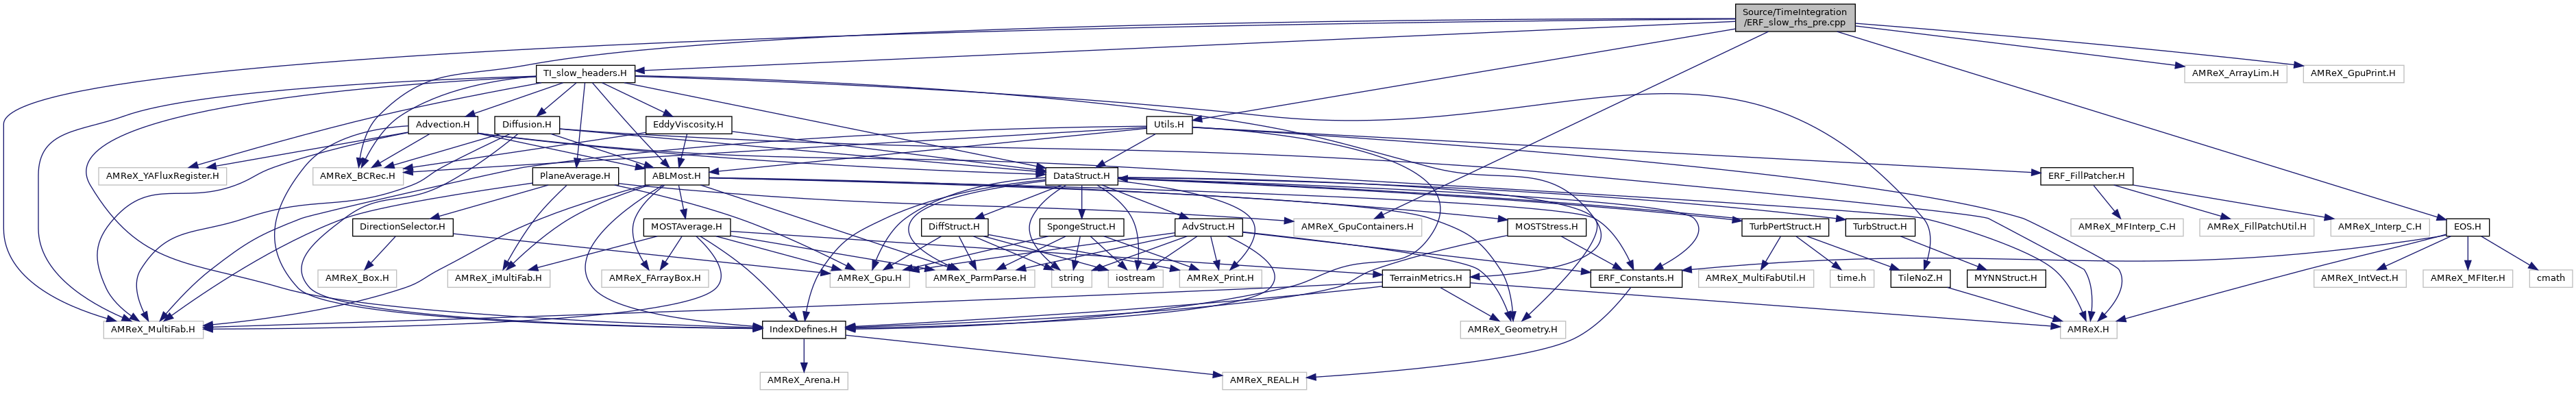 Source/TimeIntegration
/ERF_slow_rhs_pre.cpp
TI_slow_headers.H
AMReX_ArrayLim.H
AMReX_GpuPrint.H
Advection.H
Diffusion.H
EddyViscosity.H
Utils.H
AMReX_YAFluxRegister.H
AMReX_BCRec.H
PlaneAverage.H
ABLMost.H
DataStruct.H
ERF_FillPatcher.H
DirectionSelector.H
MOSTAverage.H
DiffStruct.H
SpongeStruct.H
AdvStruct.H
AMReX_GpuContainers.H
MOSTStress.H
TurbPertStruct.H
TurbStruct.H
AMReX_MFInterp_C.H
AMReX_FillPatchUtil.H
AMReX_Interp_C.H
EOS.H
AMReX_Box.H
AMReX_iMultiFab.H
AMReX_FArrayBox.H
AMReX_Gpu.H
AMReX_ParmParse.H
string
iostream
AMReX_Print.H
TerrainMetrics.H
ERF_Constants.H
AMReX_MultiFabUtil.H
time.h
TileNoZ.H
MYNNStruct.H
AMReX_IntVect.H
AMReX_MFIter.H
cmath
AMReX_MultiFab.H
IndexDefines.H
AMReX_Geometry.H
AMReX.H
AMReX_Arena.H
AMReX_REAL.H